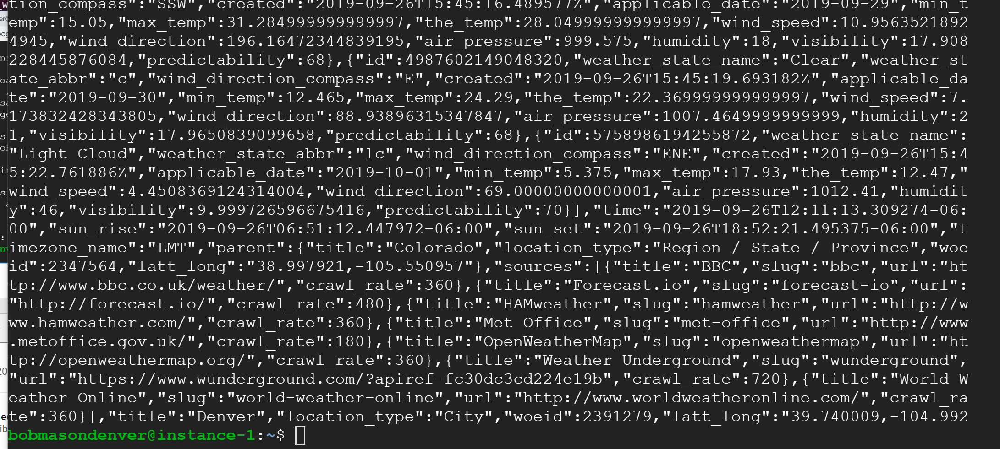 tion_compass":"SSW","created":"2019-09-26T15:45:16.489577Z","applicable_date":"2019-09-29","min_t
emp":15.05,"max_temp":31.284999999999997,"the_temp":28.049999999999997,"wind_speed":10.9563521892
4945,"wind_direction":196.16472344839195,"air_pressure":999.575,"humidity":18,"visibility":17.908
228445876084,"predictability":68},{"id":4987602149048320,"weather_state_name":"Clear","weather_st
ate_abbr":"c","wind_direction_compass":"E","created":"2019-09-26T15:45:19.693182Z","applicable_da
te":"2019-09-30","min_temp":12.465,"max_temp":24.29,"the_temp":22.369999999999997,"wind_speed":7.
173832428343805,"wind_direction":88.93896315347847,"air_pressure":1007.4649999999999,"humidity":2
1,"visibility":17.9650839099658,"predictability":68},{"id":5758986194255872,"weather_state_name":
"Light Cloud","weather_state_abbr":"lc","wind_direction_compass":"ENE","created":"2019-09-26T15:4
5:22.761886Z","applicable_date":"2019-10-01","min_temp":5.375,"max_temp":17.93,"the_temp":12.47,"
wind_speed":4.4508369124314004,"wind_direction":69.00000000000001,"air_pressure":1012.41,"humidit
y":46,"visibility":9.999726596675416,"predictability":70}],"time":"2019-09-26T12:11:13.309274-06:
00","sun_rise":"2019-09-26T06:51:12.447972-06:00","sun_set":"2019-09-26T18:52:21.495375-06:00","t
imezone_name":"LMT","parent":{"title":"Colorado","location_type":"Region / State / Province","woe
id":2347564,"latt_long":"38.997921,-105.550957"},"sources":[{"title":"BBC","slug":"bbc","url":"ht
tp://www.bbc.co.uk/weather/","crawl_rate":360},{"title":"Forecast.io","slug":"forecast-io","url":
"http://forecast.io/","crawl_rate":480},{"title":"HAMweather","slug":"hamweather","url":"http://w
ww.hamweather.com/","crawl_rate":360},{"title":"Met Office","slug":"met-office","url":"http://www
.metoffice.gov.uk/","crawl_rate":180},{"title":"OpenWeatherMap","slug":"openweathermap","url":"ht
tp://openweathermap.org/","crawl_rate":360},{"title":"Weather Underground","slug":"wunderground",
"url":"https://www.wunderground.com/?apiref=fc30dc3cd224e19b","crawl_rate":720},{"title":"World W
eather Online","slug":"world-weather-online","url":"http://www.worldweatheronline.com/","crawl_ra
te":360}],"title":"Denver","location_type":"City","woeid":2391279,"latt_long":"39.740009,-104.992
bobmasondenver@instance-1:~$